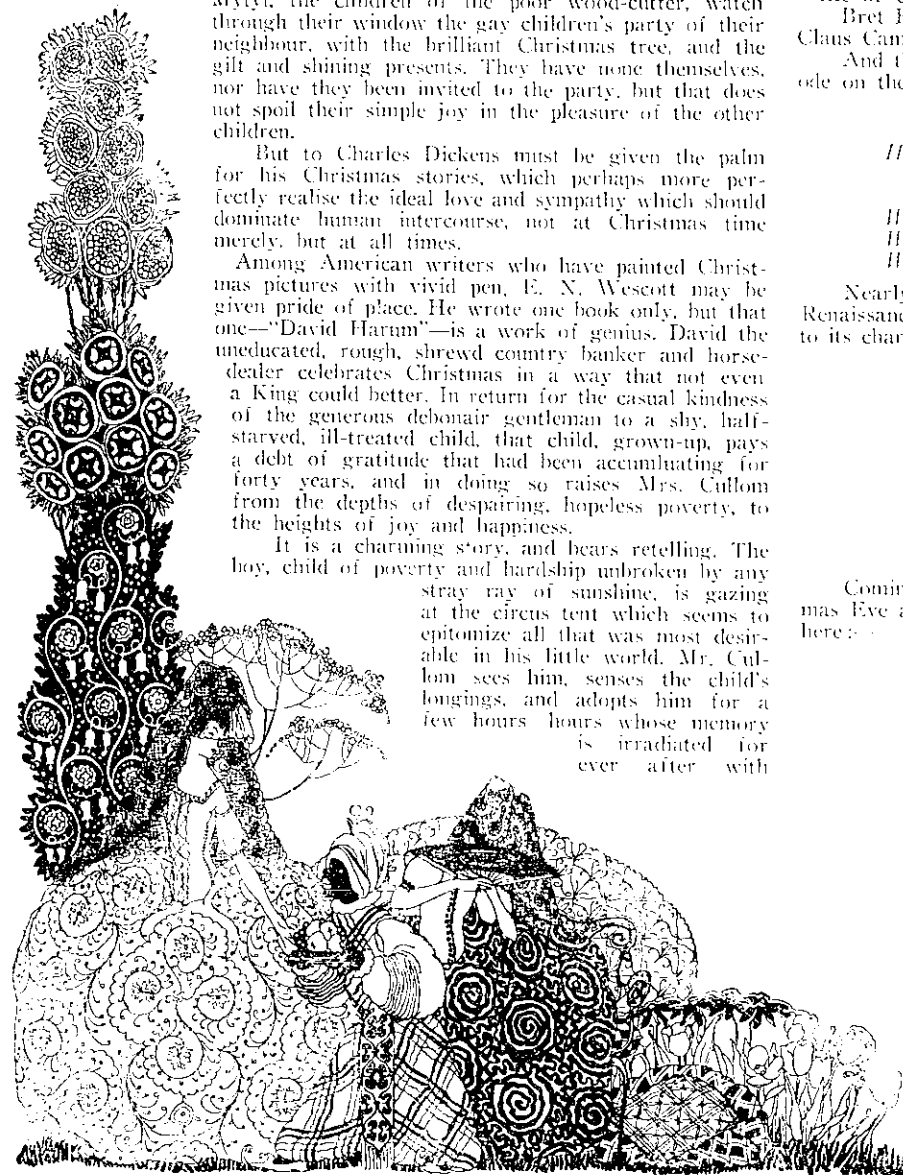 Mytyl, the children of the poor wood-cutter, watch
through their window the gay children's party of their
neighbour, with the brilliant Christmas tree, and the
gilt and shining presents. They have none themselves,
nor have they been invited to the party, but that does
not spoil their simple joy in the pleasure of the other
children.
But to Charles Dickens must be given the palm
for his Christmas stories, which perhaps more per-
fectly realise the ideal love and sympathy which should
dominate human intercourse, not at Christmas time
merely, but at all times.
Among American writers who have painted Christ-
mas pictures with vivid pen, E. N. Wescott may be
given pride of place. He wrote one book only, but that
one—"David Harum"—is a work of genius. David the
uneducated, rough, shrewd country banker and horse-
dealer celebrates Christmas in a way that not even
a King could better. In return for the casual kindness
of the generous debonair gentleman to a shy, half-
starved, ill-treated child, that child, grown-up, pays
a debt of gratitude that had been accumluating for
forty years, and in doing so raises Mrs. Cullom
from the depths of despairing, hopeless poverty, to
the heights of joy and happiness.
It is a charming story, and bears retelling. The
boy, child of poverty and hardship unbroken by any
stray ray of sunshine, is gazing
at the circus tent which seems to
epitomize all that was most desir-
able in his little world. Mr. Cul-
lom sees him, senses the child's
longings, and adopts him for a
few hours hours whose memory
is irradiated for
ever after with
Bret
Claus
And
ode on the
Nearly
to its
mas Eve
here